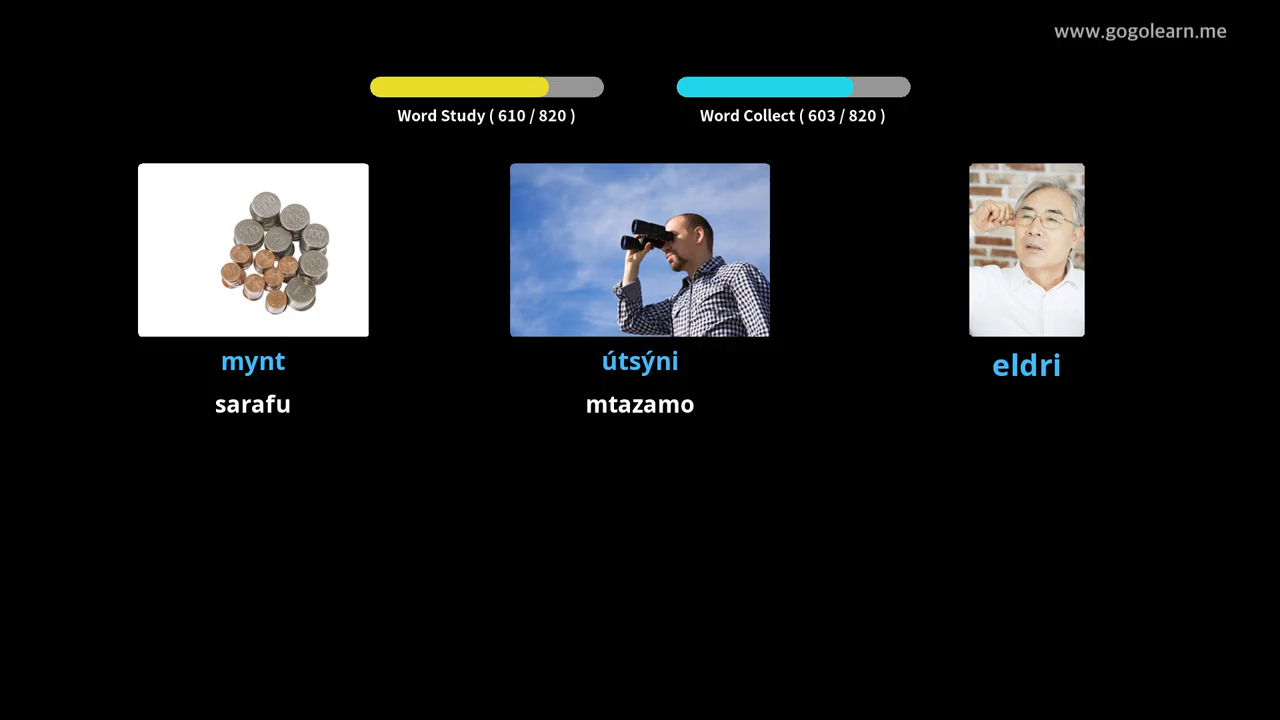 www.gogolearn.me
Word Study ( 610 / 820 )
Word Collect ( 603 / 820 )
mynt
útsýni
eldri
sarafu
mtazamo